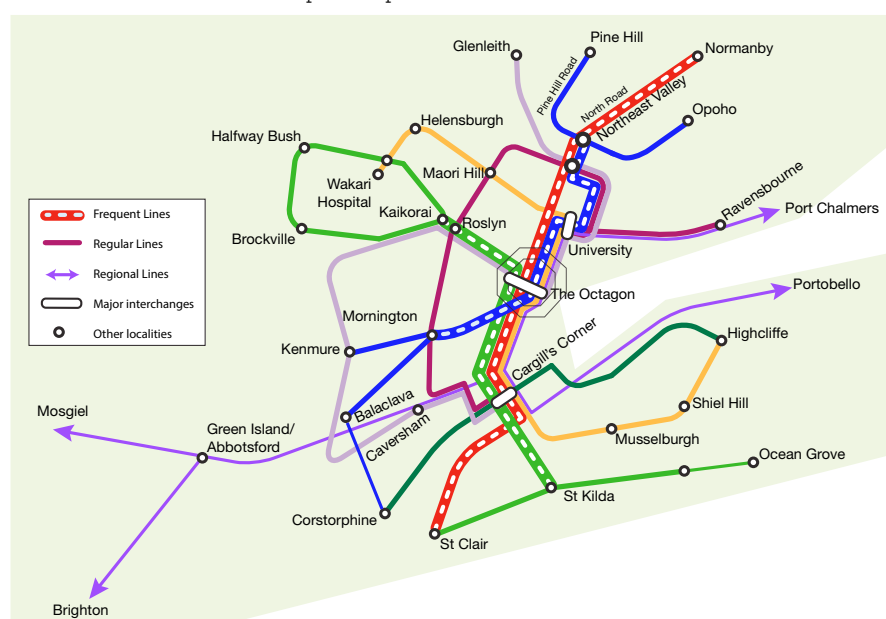 Glenleith
Pine Hill
Normanby
Pine Hill Road
North Road
Northeast Valley
Opoho
Helensburgh
Halfway Bush
Maori Hill
Wakari
Hospital
Kaikorai
Roslyn
Ravensbourne
Port Chalmers
Brockville
University
Frequent Lines
Regular Lines
Regional Lines
Major interchanges
Other localities
The Octagon
Portobello
Mornington
Kenmure
Cargill's Corner
Highcliffe
Balaclava
Caversham
Shiel Hill
Musselburgh
Mosgiel
Green Island/
Abbotsford
Ocean Grove
St Kilda
Corstorphine
St Clair
Brighton